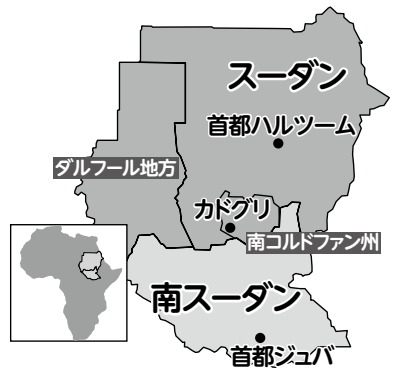 スーダン
首都ハルツーム
ダルフール地方
カドグリ
南コルドファン州
南スーダン
首都ジュバ